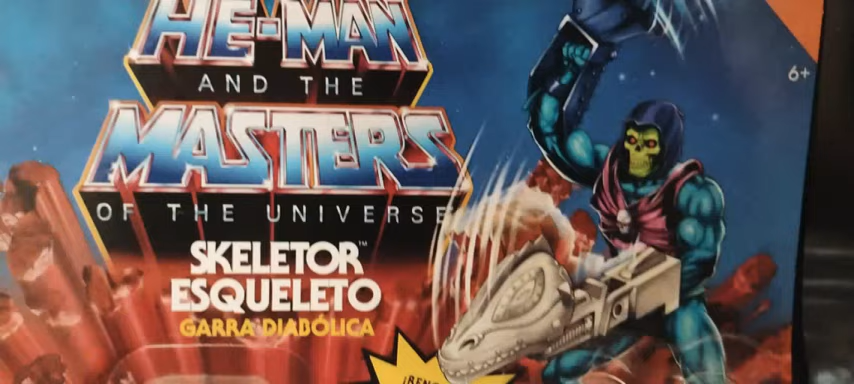 HE-MAN
AND THE
MASTERS
OF THE UNIVERSE
SKELETOR™
ESQUELETO
GARRA DIABÓLICA
6+